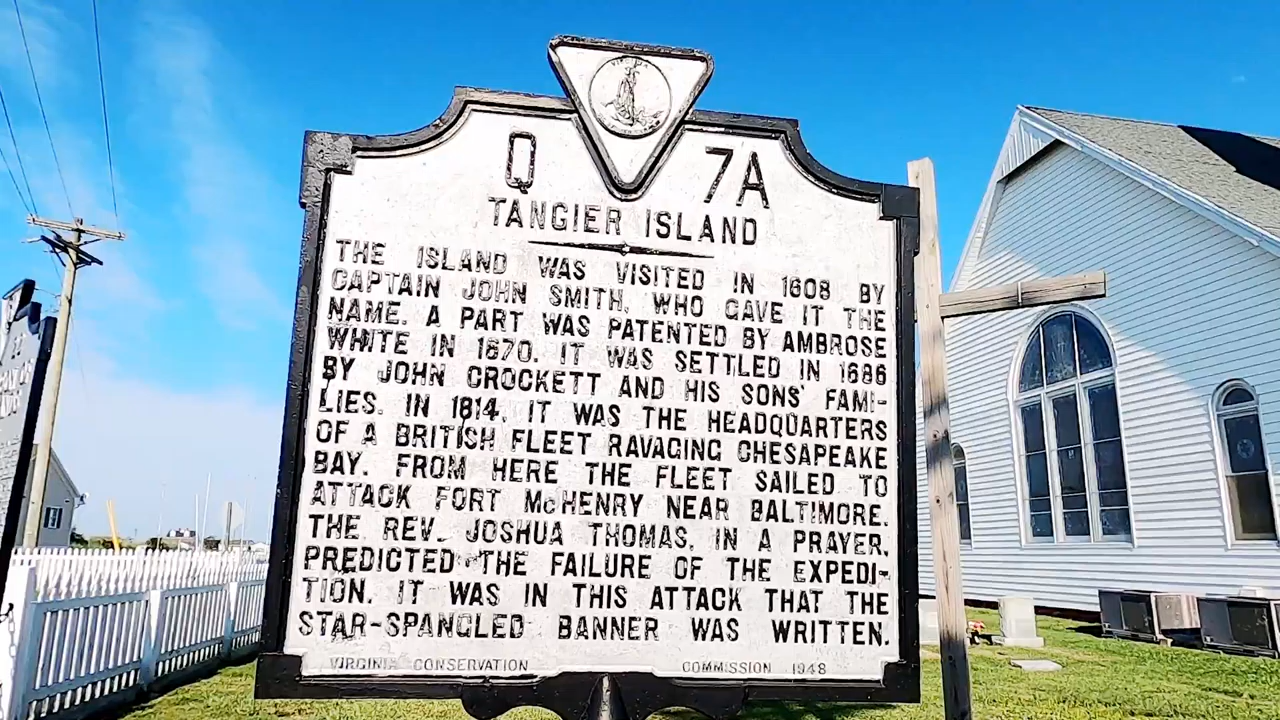 VIRGINIA
Q 7A
TANGIER ISLAND
THE ISLAND WAS VISITED IN 1608 BY
CAPTAIN JOHN SMITH, WHO GAVE IT THE
NAME. A PART WAS PATENTED BY AMBROSE
WHITE IN 1670. IT WAS SETTLED IN 1686
BY JOHN CROCKETT AND HIS SONS' FAMI-
LIES. IN 1814, IT WAS THE HEADQUARTERS
OF A BRITISH FLEET RAVAGING CHESAPEAKE
BAY. FROM HERE THE FLEET SAILED TO
ATTACK FORT McHENRY NEAR BALTIMORE.
THE REV. JOSHUA THOMAS, IN A PRAYER,
PREDICTED THE FAILURE OF THE EXPEDI-
TION. IT WAS IN THIS ATTACK THAT THE
STAR-SPANGLED BANNER WAS WRITTEN.
VIRGINIA CONSERVATION COMMISSION 1948